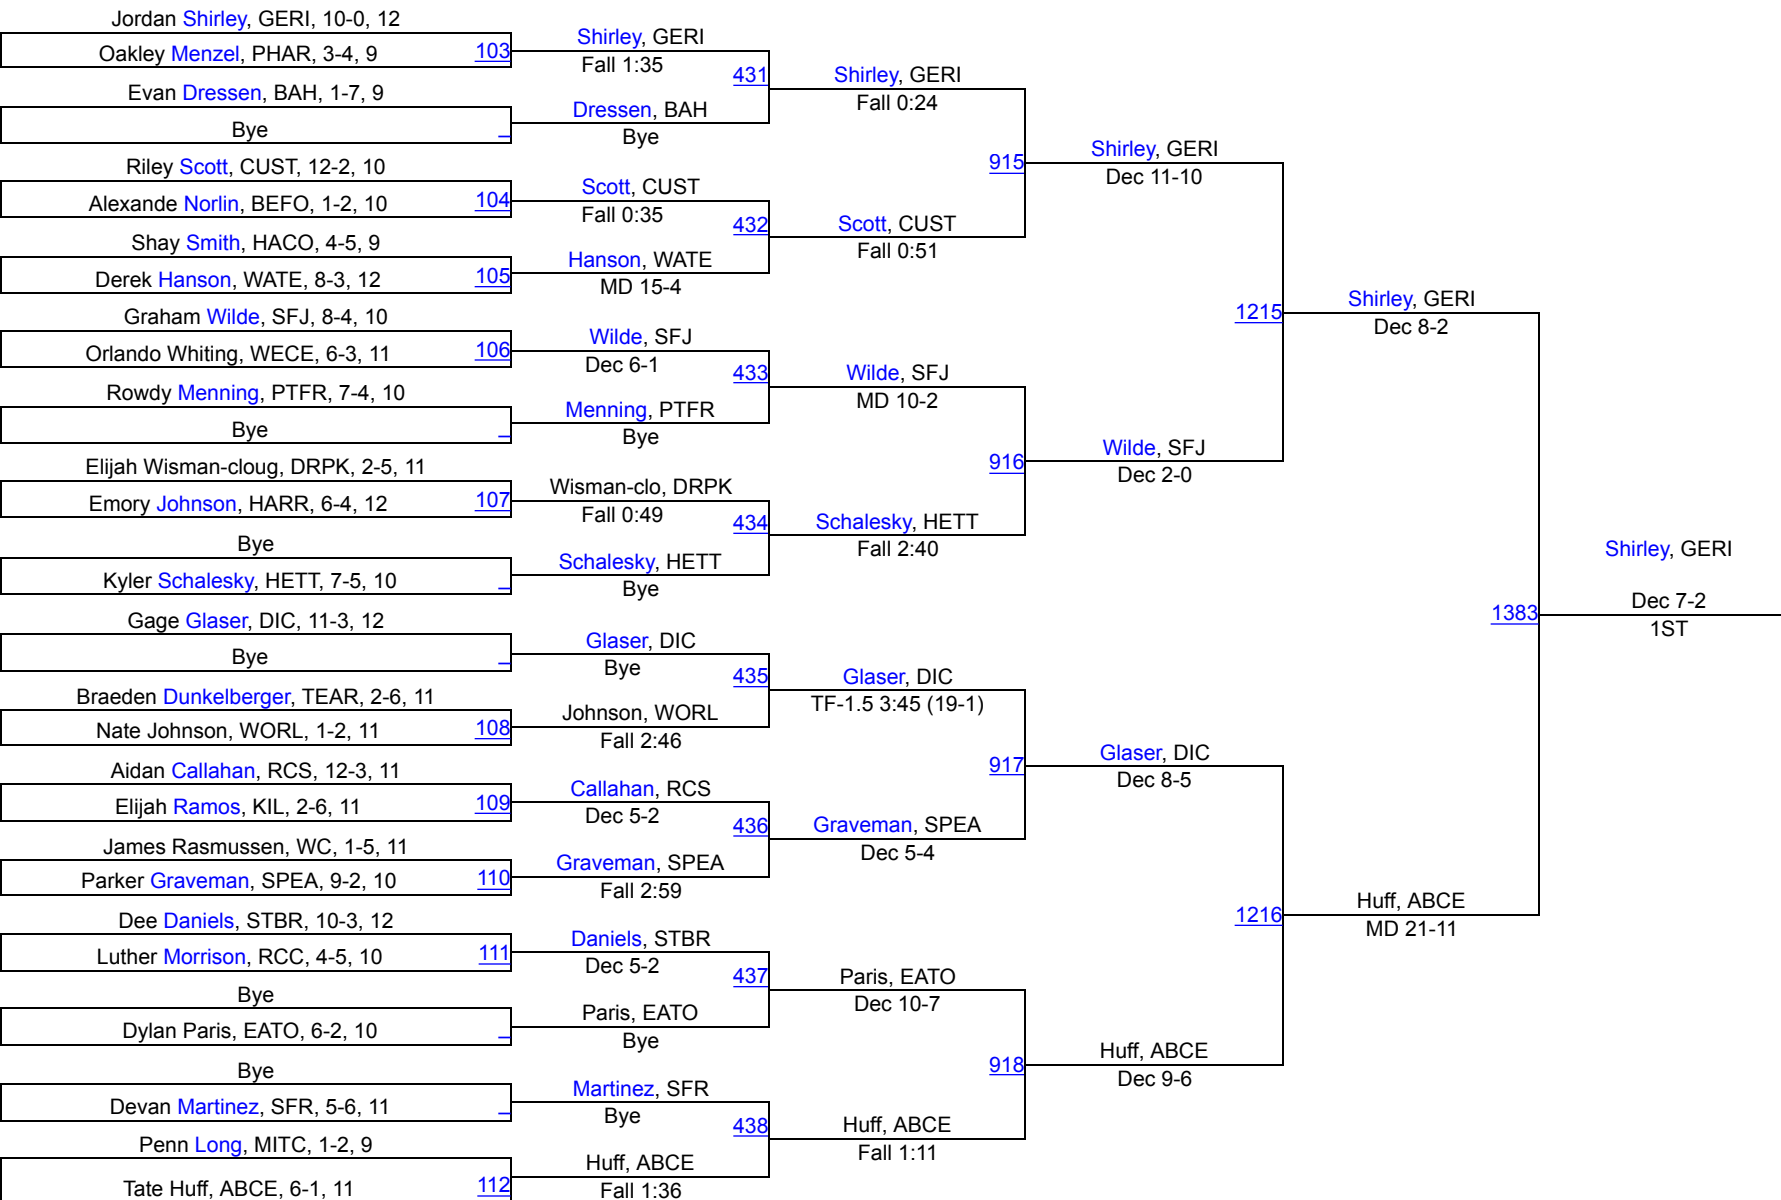 Jordan Shirley, GERI, 10-0, 12
Oakley Menzel, PHAR, 3-4, 9
103
Evan Dressen, BAH, 1-7, 9
Bye
Riley Scott, CUST, 12-2, 10
Alexande Norlin, BEFO, 1-2, 10
104
Shay Smith, HACO, 4-5, 9
Derek Hanson, WATE, 8-3, 12
105
Graham Wilde, SFJ, 8-4, 10
Orlando Whiting, WECE, 6-3, 11
106
Rowdy Menning, PTFR, 7-4, 10
Bye
Elijah Wisman-cloug, DRPK, 2-5, 11
Emory Johnson, HARR, 6-4, 12
107
Bye
Kyler Schalesky, HETT, 7-5, 10
Gage Glaser, DIC, 11-3, 12
Bye
Braeden Dunkelberger, TEAR, 2-6, 11
Nate Johnson, WORL, 1-2, 11
108
Aidan Callahan, RCS, 12-3, 11
Elijah Ramos, KIL, 2-6, 11
109
James Rasmussen, WC, 1-5, 11
Parker Graveman, SPEA, 9-2, 10
110
Dee Daniels, STBR, 10-3, 12
Luther Morrison, RCC, 4-5, 10
111
Bye
Dylan Paris, EATO, 6-2, 10
Bye
Devan Martinez, SFR, 5-6, 11
Penn Long, MITC, 1-2, 9
Tate Huff, ABCE, 6-1, 11
112
Shirley, GERI
Fall 1:35
431
Dressen, BAH
Bye
Scott, CUST
Fall 0:35
432
Hanson, WATE
MD 15-4
Wilde, SFJ
Dec 6-1
433
Menning, PTFR
Bye
Wisman-clo, DRPK
Fall 0:49
434
Schalesky, HETT
Bye
Glaser, DIC
Bye
435
Johnson, WORL
Fall 2:46
Callahan, RCS
Dec 5-2
436
Graveman, SPEA
Fall 2:59
Daniels, STBR
Dec 5-2
437
Paris, EATO
Bye
Martinez, SFR
Bye
438
Huff, ABCE
Fall 1:36
Shirley, GERI
Fall 0:24
915
Scott, CUST
Fall 0:51
Wilde, SFJ
MD 10-2
916
Schalesky, HETT
Fall 2:40
Glaser, DIC
TF-1.5 3:45 (19-1)
917
Graveman, SPEA
Dec 5-4
Paris, EATO
Dec 10-7
918
Huff, ABCE
Fall 1:11
Shirley, GERI
Dec 11-10
1215
Wilde, SFJ
Dec 2-0
Glaser, DIC
Dec 8-5
1216
Huff, ABCE
Dec 9-6
Shirley, GERI
Dec 8-2
1383
Huff, ABCE
MD 21-11
Shirley, GERI
Dec 7-2
1ST